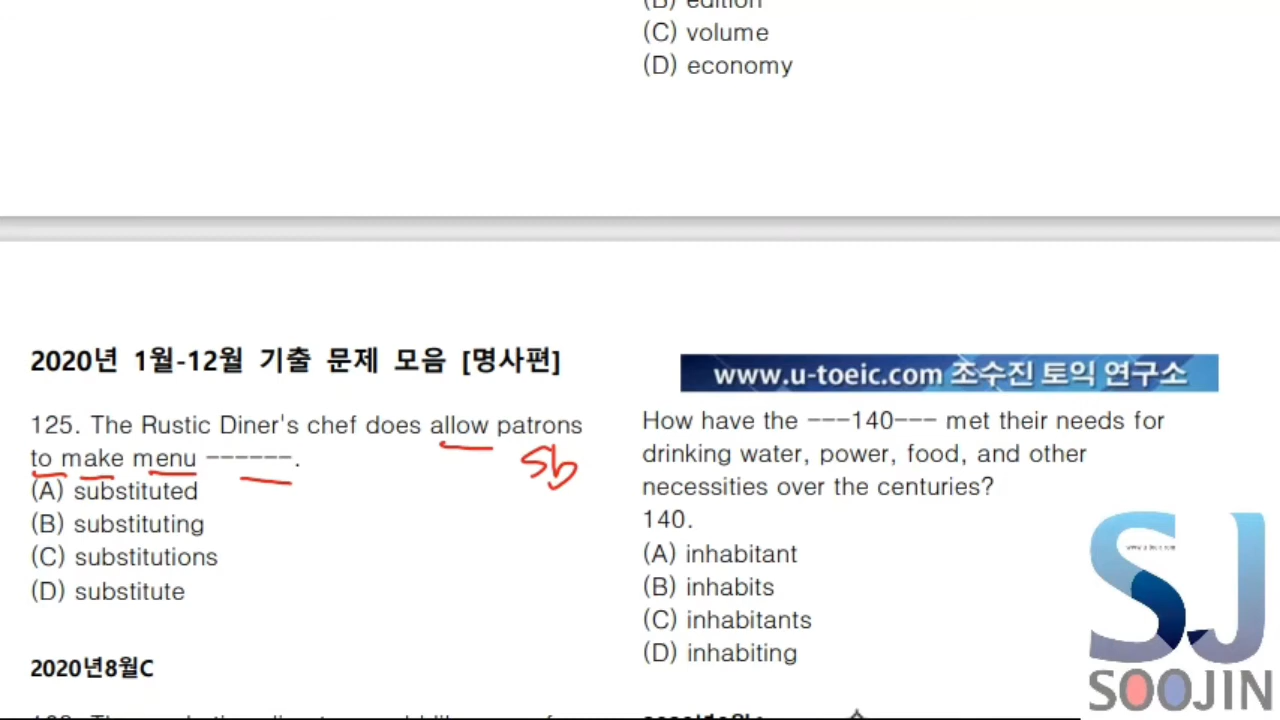 (B) edition
(C) volume
(D) economy
2020년 1월-12월 기출 문제 모음 [명사편]
125. The Rustic Diner's chef does allow patrons
to make menu ------.
sb
(A) substituted
(B) substituting
(C) substitutions
(D) substitute
2020년8월C
www.u-toeic.com 조수진 토익 연구소
How have the ---140--- met their needs for
drinking water, power, food, and other
necessities over the centuries?
140.
(A) inhabitant
(B) inhabits
(C) inhabitants
(D) inhabiting
SJ
SOOJIN